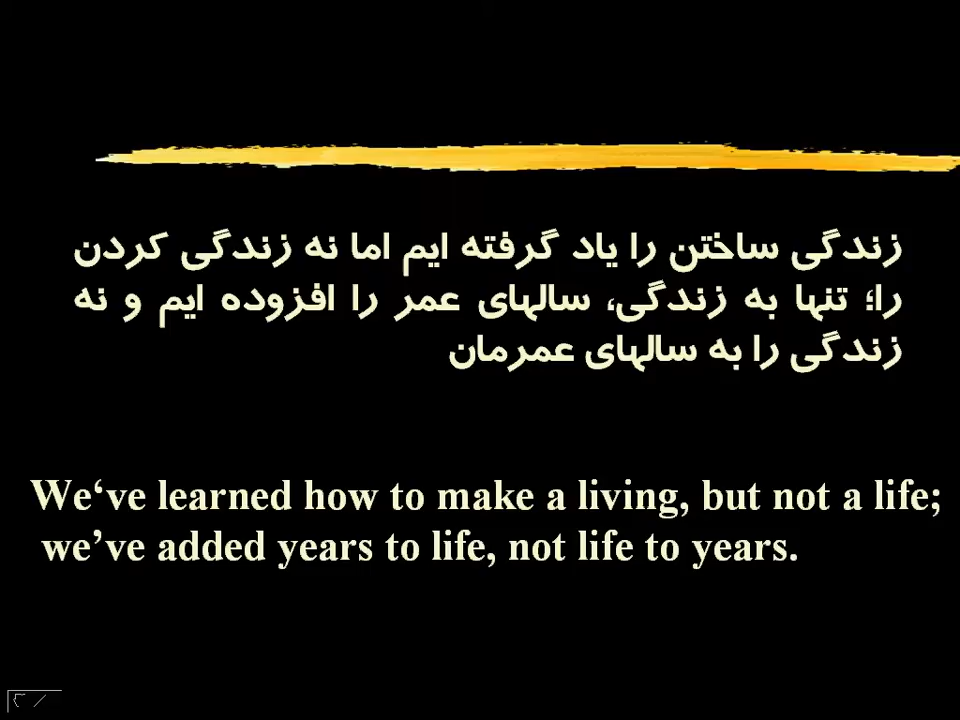 زندگی ساختن را یاد گرفته ایم اما نه زندگی کردن
را؛ تنها به زندگی، سالهای عمر را افزوده ایم و نه
زندگی را به سالهای عمرمان
We‘ve learned how to make a living, but not a life;
we’ve added years to life, not life to years.